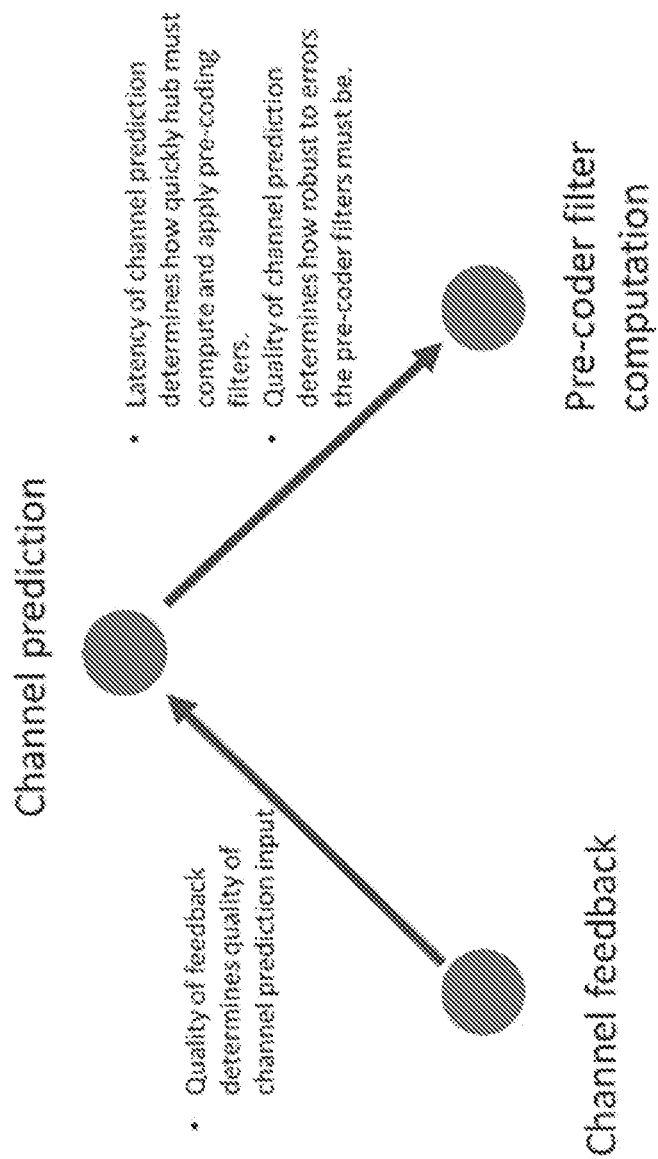 Channel prediction
• Quality of feedback
determines quality of
channel prediction input
• Latency of channel prediction
determines how quickly hub must
compute and apply pre-coding
filters.
• Quality of channel prediction
determines how robust to errors
the pre-coder filters must be.
Channel feedback
Pre-coder filter
computation